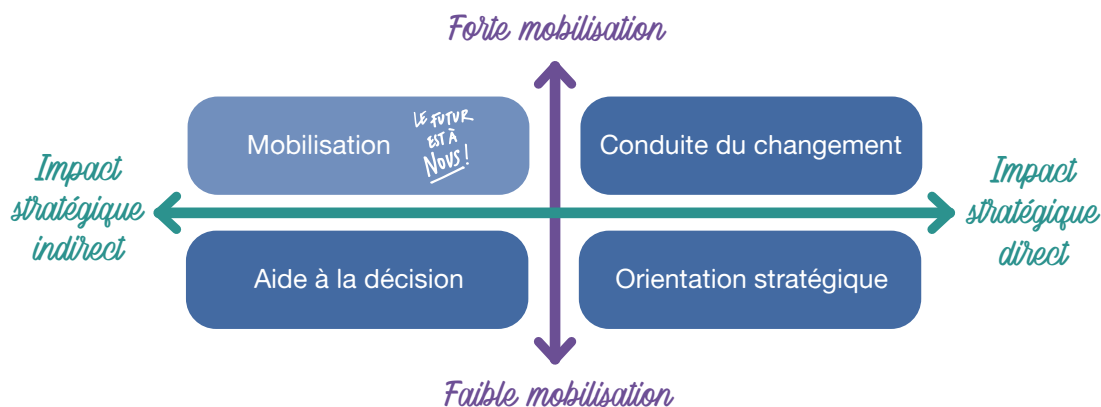 Forte mobilisation
Mobilisation
LE FUTUR
EST À
NOUS !
Conduite du changement
Impact
stratégique
indirect
Impact
stratégique
direct
Aide à la décision
Orientation stratégique
Faible mobilisation